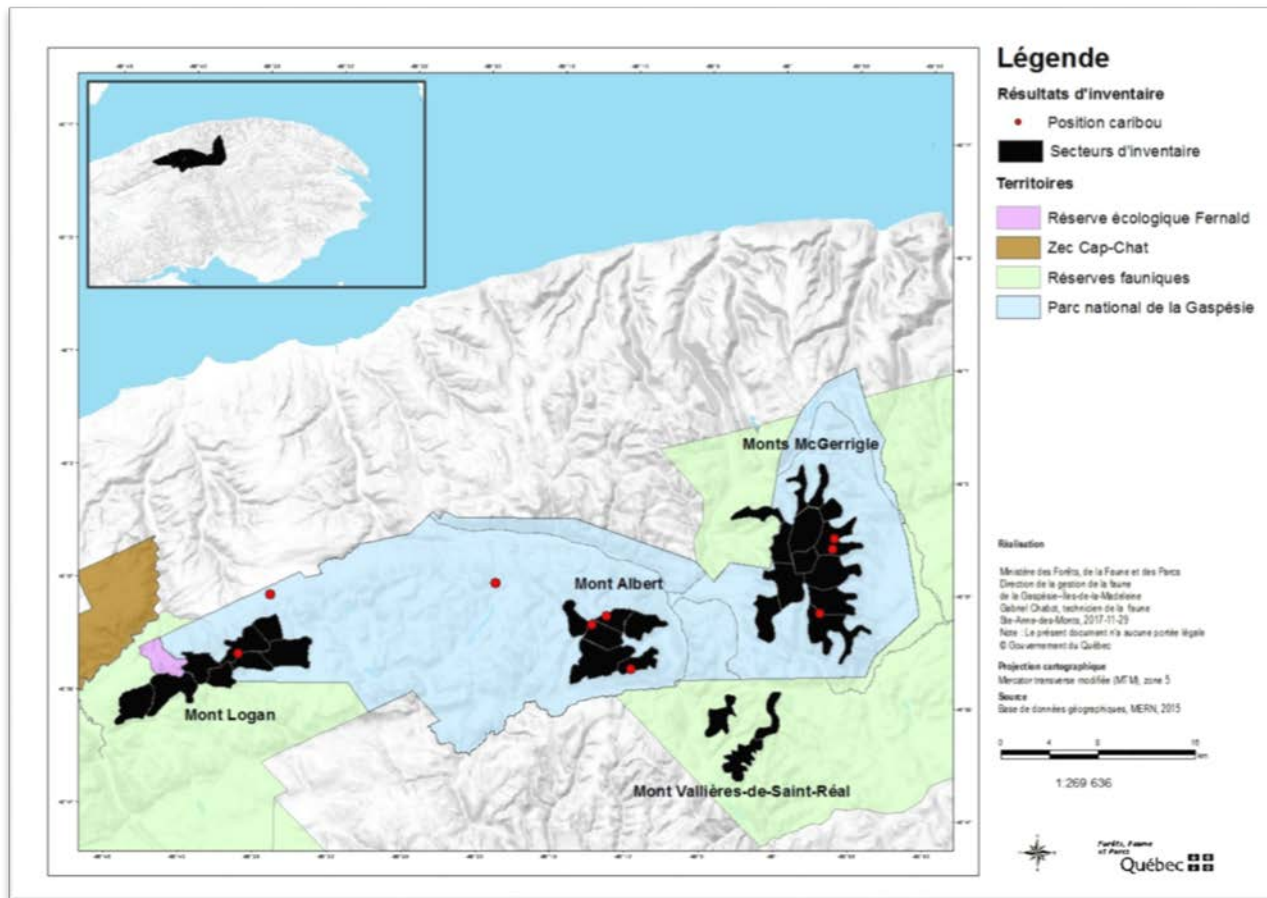 Légende
Résultats d'inventaire
Position caribou
Secteurs d'inventaire
Territoires
Réserve écologique Fernald
Zec Cap-Chat
Réserves fauniques
Parc national de la Gaspésie
Monts McGerrigle
Mont Albert
Mont Logan
Mont Vallières-de-Saint-Réal
Réalisation
Ministère des Forêts, de la Faune et des Parcs
Direction de la gestion de la faune
de la Gaspésie–Îles-de-la-Madeleine
Gabriel Chabot, technicien de la faune
Ste-Anne-des-Monts, 2017-11-29
Note : Le présent document n'a aucune portée légale
© Gouvernement du Québec
Projection cartographique
Mercator transverse modifiée (MTM), zone 5
Source
Base de données géographiques, MERN, 2015
0 4 8 16
km
1:269 636
Forêts, Faune
et Parcs
Québec